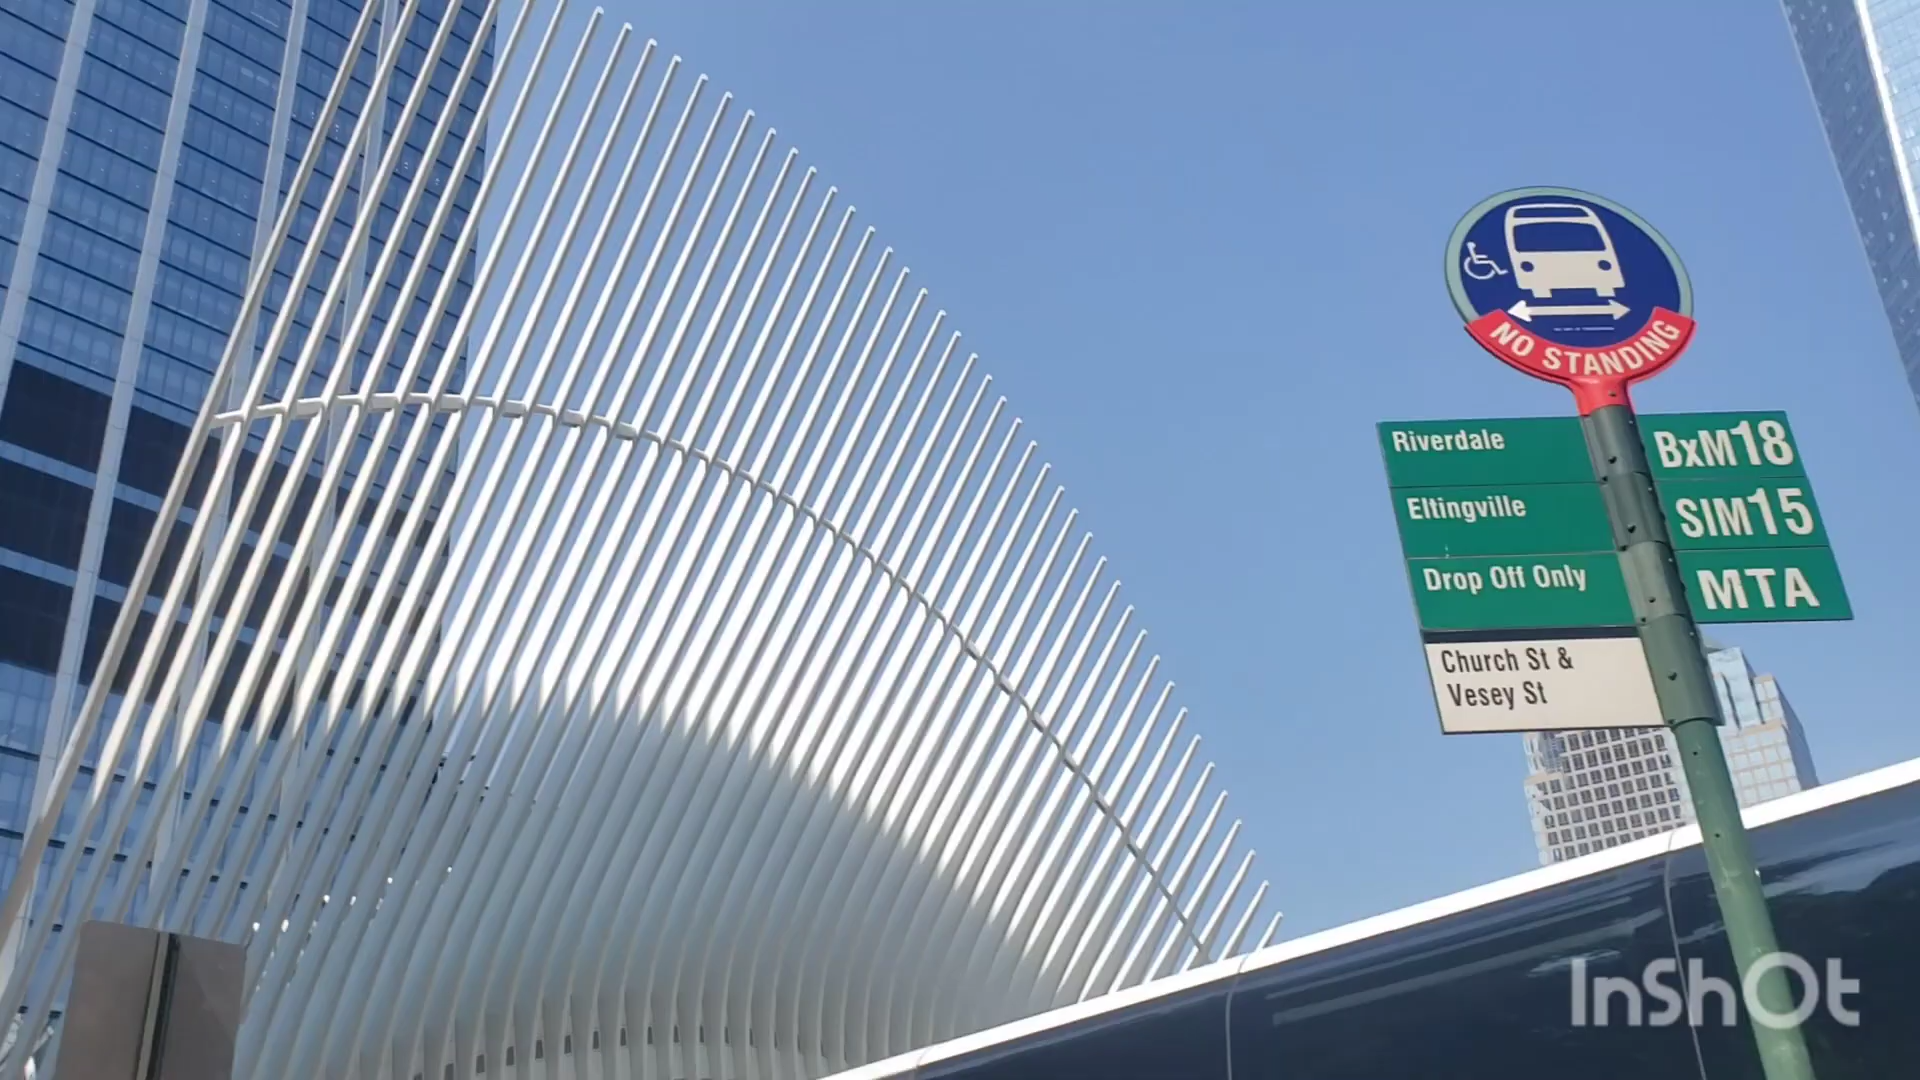 NO STANDING
Riverdale BxM18
Eltingville SIM15
Drop Off Only MTA
Church St &
Vesey St
InShOt